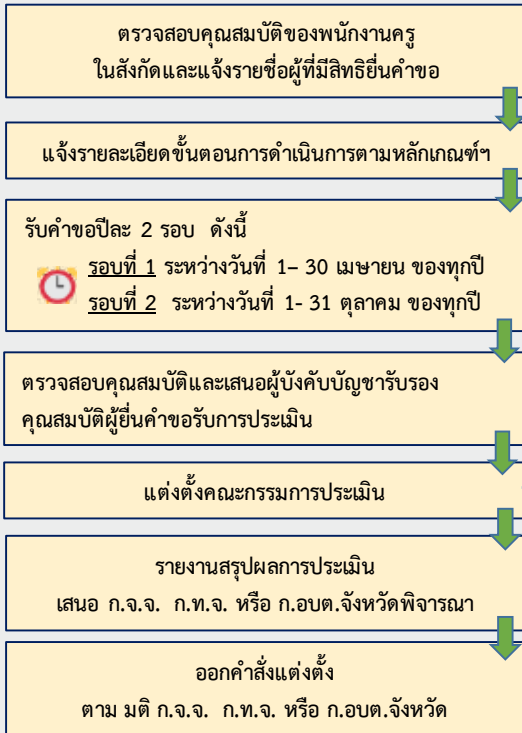 ตรวจสอบคุณสมบัติของพนักงานครู
ในสังกัดและแจ้งรายชื่อผู้ที่มีสิทธิยื่นคำขอ
แจ้งรายละเอียดขั้นตอนการดำเนินการตามหลักเกณฑ์ฯ
รับคำขอปีละ 2 รอบ ดังนี้
รอบที่ 1 ระหว่างวันที่ 1– 30 เมษายน ของทุกปี
รอบที่ 2 ระหว่างวันที่ 1- 31 ตุลาคม ของทุกปี
ตรวจสอบคุณสมบัติและเสนอผู้บังคับบัญชารับรอง
คุณสมบัติผู้ยื่นคำขอรับการประเมิน
แต่งตั้งคณะกรรมการประเมิน
รายงานสรุปผลการประเมิน
เสนอ ก.จ.จ. ก.ท.จ. หรือ ก.อบต.จังหวัดพิจารณา
ออกคำสั่งแต่งตั้ง
ตาม มติ ก.จ.จ. ก.ท.จ. หรือ ก.อบต.จังหวัด